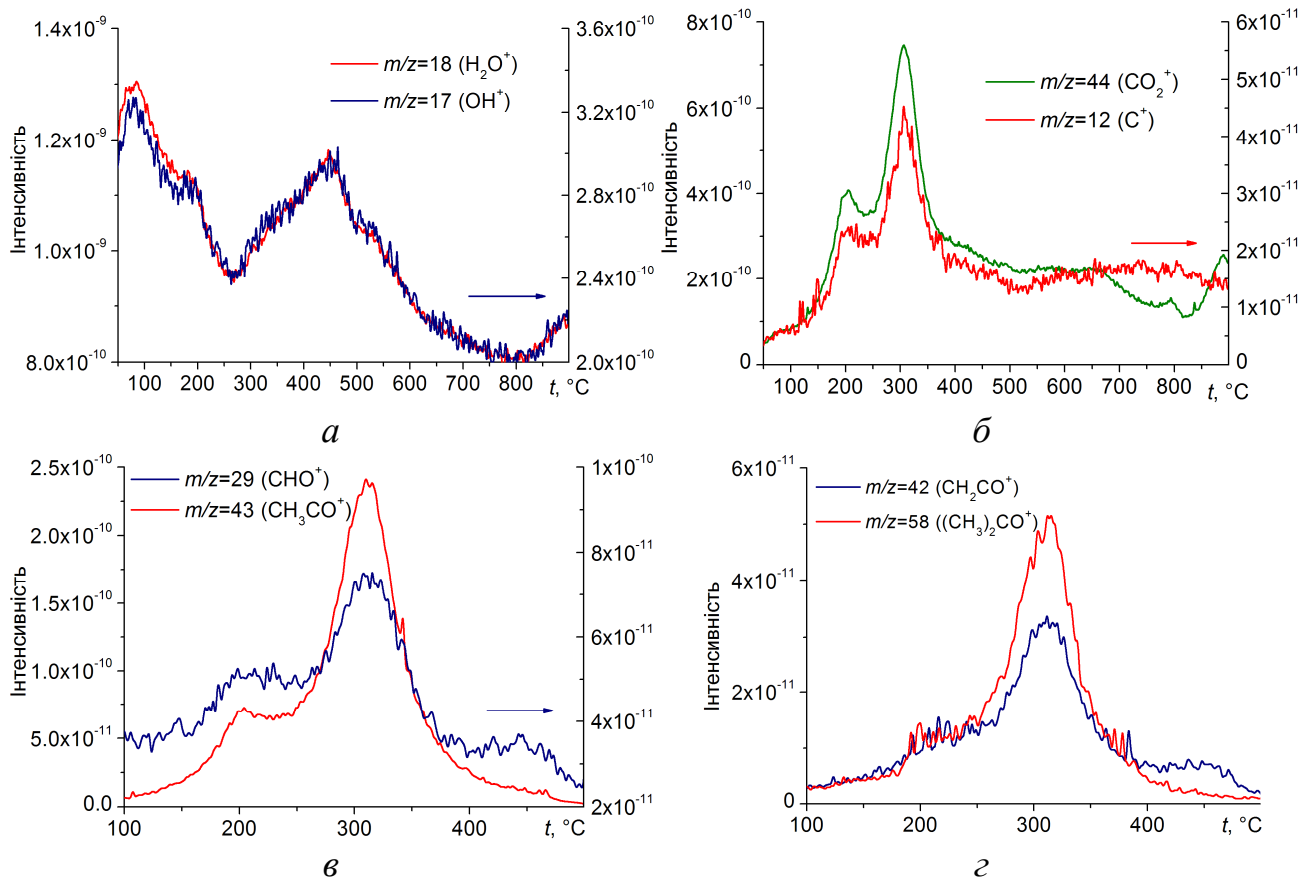 1.4x10⁻⁹
1.2x10⁻⁹
1.0x10⁻⁹
8.0x10⁻¹⁰
Інтенсивність
m/z=18 (H₂O⁺)
m/z=17 (OH⁺)
3.6x10⁻¹⁰
3.2x10⁻¹⁰
2.8x10⁻¹⁰
2.4x10⁻¹⁰
2.0x10⁻¹⁰
100 200 300 400 500 600 700 800
t, °C
а
8x10⁻¹⁰
6x10⁻¹⁰
4x10⁻¹⁰
2x10⁻¹⁰
0
Інтенсивність
m/z=44 (CO₂⁺)
m/z=12 (C⁺)
6x10⁻¹¹
5x10⁻¹¹
4x10⁻¹¹
3x10⁻¹¹
2x10⁻¹¹
1x10⁻¹¹
0
100 200 300 400 500 600 700 800
t, °C
б
2.5x10⁻¹⁰
2.0x10⁻¹⁰
1.5x10⁻¹⁰
1.0x10⁻¹⁰
5.0x10⁻¹¹
0.0
Інтенсивність
m/z=29 (CHO⁺)
m/z=43 (CH₃CO⁺)
1x10⁻¹⁰
8x10⁻¹¹
6x10⁻¹¹
4x10⁻¹¹
2x10⁻¹¹
100 200 300 400
t, °C
в
6x10⁻¹¹
4x10⁻¹¹
2x10⁻¹¹
0
Інтенсивність
m/z=42 (CH₂CO⁺)
m/z=58 ((CH₃)₂CO⁺)
100 200 300 400
t, °C
г